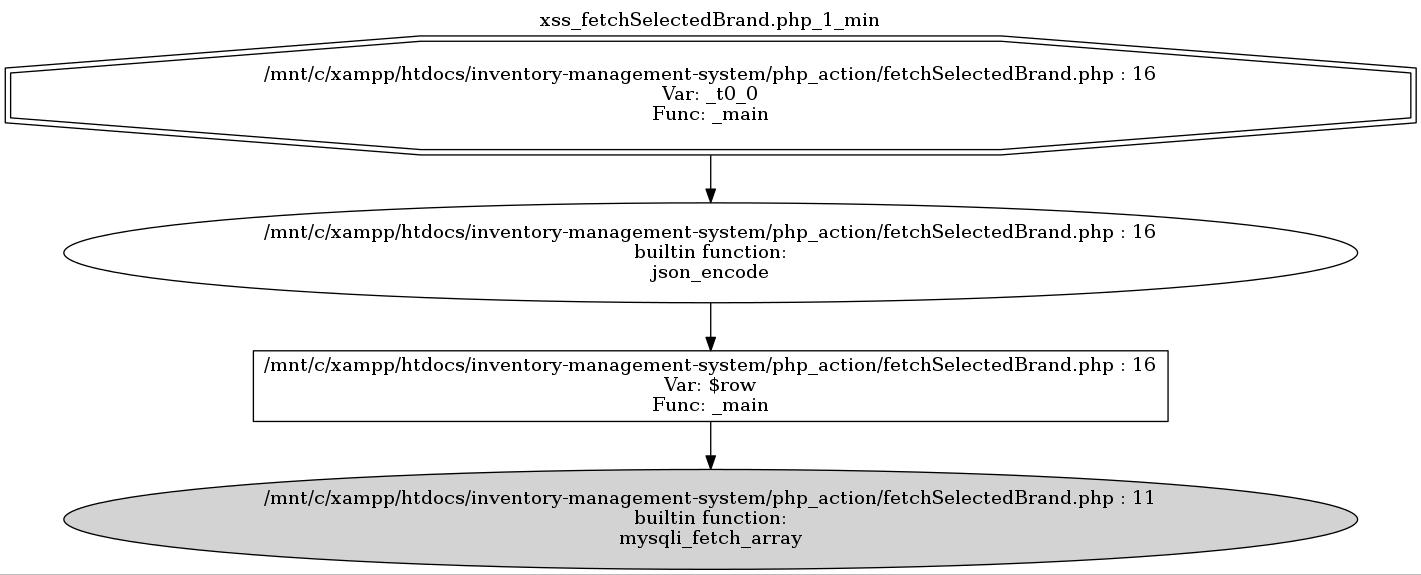 xss_fetchSelectedBrand.php_1_min
/mnt/c/xampp/htdocs/inventory-management-system/php_action/fetchSelectedBrand.php : 16
Var: _t0_0
Func: _main
/mnt/c/xampp/htdocs/inventory-management-system/php_action/fetchSelectedBrand.php : 16
builtin function:
json_encode
/mnt/c/xampp/htdocs/inventory-management-system/php_action/fetchSelectedBrand.php : 16
Var: $row
Func: _main
/mnt/c/xampp/htdocs/inventory-management-system/php_action/fetchSelectedBrand.php : 11
builtin function:
mysqli_fetch_array